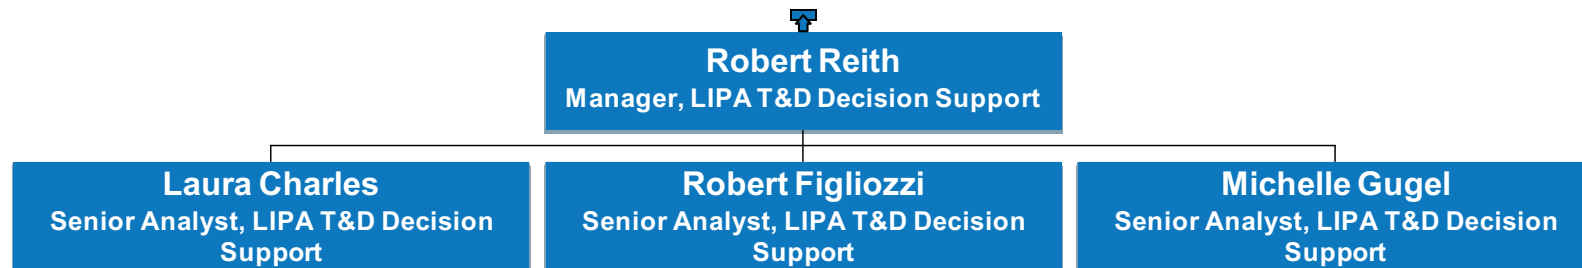 Robert Reith
Manager, LIPA T&D Decision Support
Laura Charles
Senior Analyst, LIPA T&D Decision
Support
Robert Figliozzi
Senior Analyst, LIPA T&D Decision
Support
Michelle Gugel
Senior Analyst, LIPA T&D Decision
Support